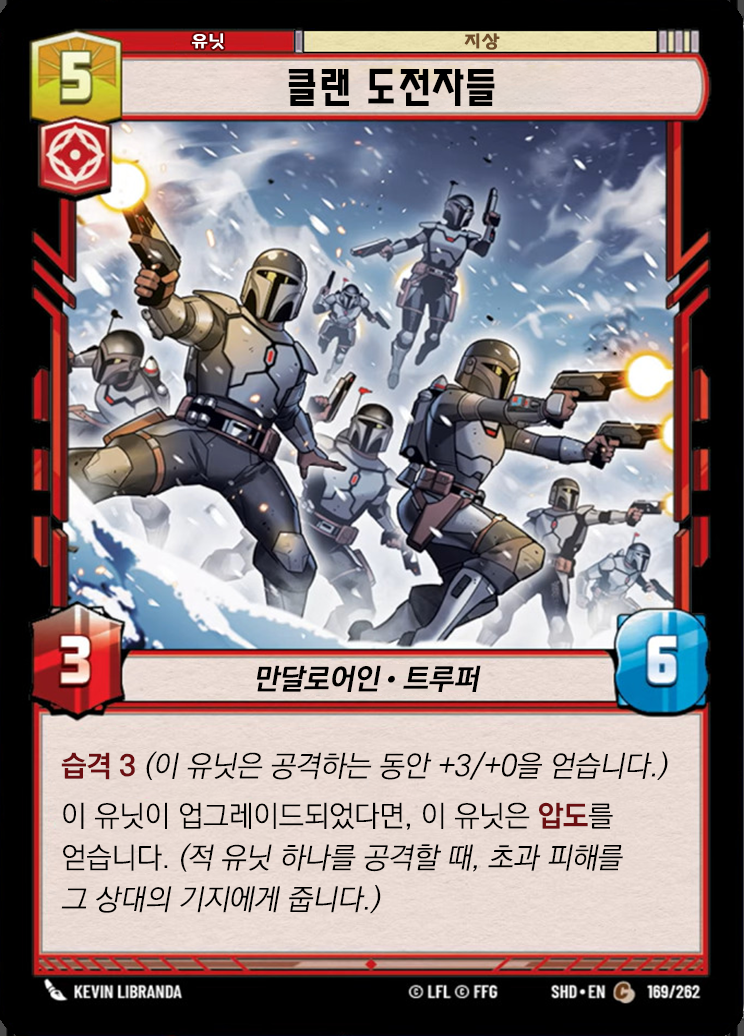 유닛
지상
5
클랜 도전자들
3
6
만달로어인 • 트루퍼
습격 3 (이 유닛은 공격하는 동안 +3/+0을 얻습니다.)
이 유닛이 업그레이드되었다면, 이 유닛은 압도를
얻습니다. (적 유닛 하나를 공격할 때, 초과 피해를
그 상대의 기지에게 줍니다.)
KEVIN LIBRANDA
© LFL © FFG
SHD • EN C 169/262